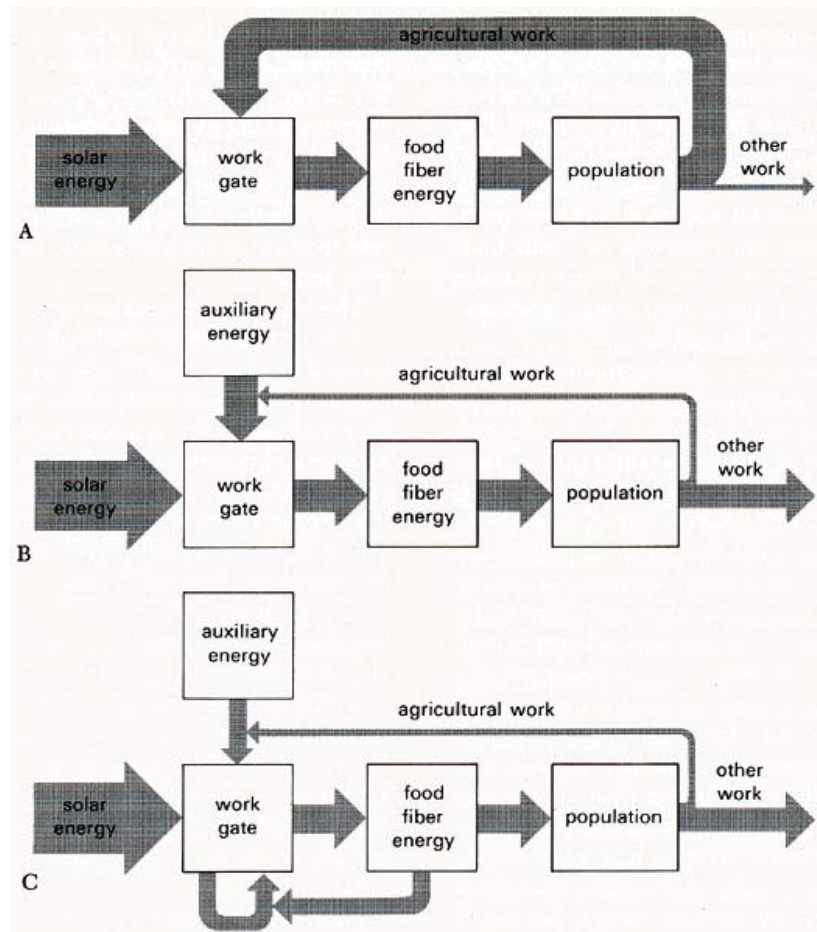 agricultural work
solar
energy
work
gate
food
fiber
energy
population
other
work
A
auxiliary
energy
agricultural work
solar
energy
work
gate
food
fiber
energy
population
other
work
B
auxiliary
energy
agricultural work
solar
energy
work
gate
food
fiber
energy
population
other
work
C